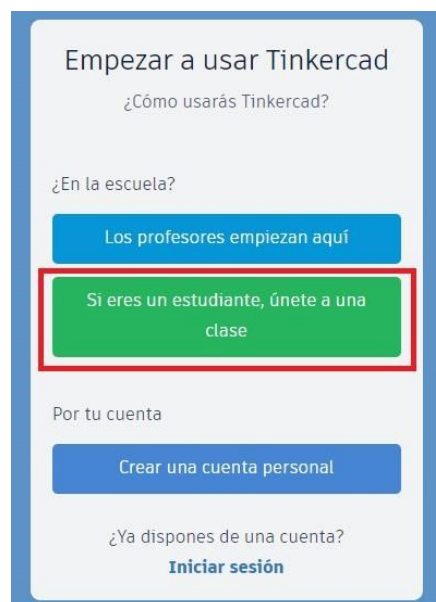 Empezar a usar Tinkercad
¿Cómo usarás Tinkercad?
¿En la escuela?
Los profesores empiezan aquí
Si eres un estudiante, únete a una
clase
Por tu cuenta
Crear una cuenta personal
¿Ya dispones de una cuenta?
Iniciar sesión